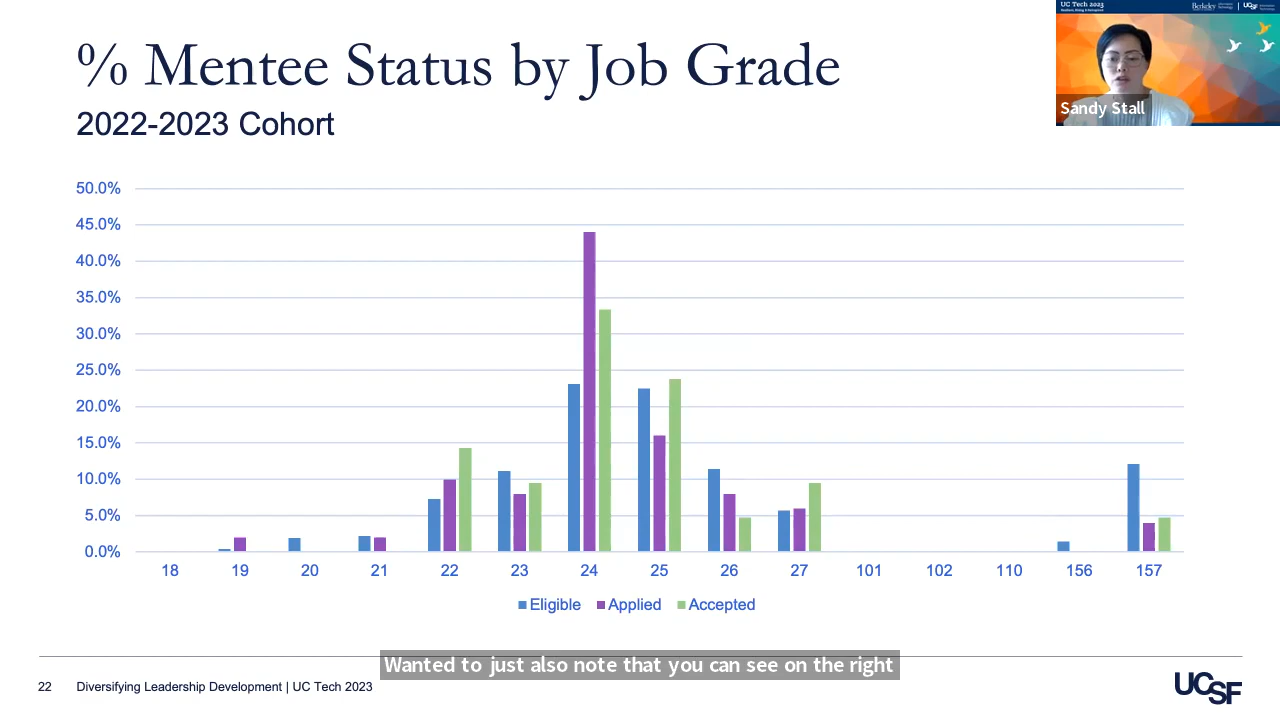 % Mentee Status by Job Grade
2022-2023 Cohort
UC Tech 2023
Berkeley
UCSF
Sandy Stall
50.0%
45.0%
40.0%
35.0%
30.0%
25.0%
20.0%
15.0%
10.0%
5.0%
0.0%
18 19 20 21 22 23 24 25 26 27 101 102 110 156 157
Eligible Applied Accepted
Wanted to just also note that you can see on the right
22 Diversifying Leadership Development | UC Tech 2023
UCSF